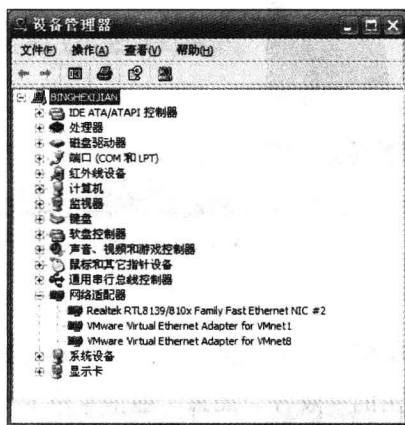 设备管理器
文件(F) 操作(A) 查看(V) 帮助(H)
BINGHEXIJIAN
IDE ATA/ATAPI 控制器
处理器
磁盘驱动器
端口 (COM 和 LPT)
红外线设备
计算机
监视器
键盘
软盘控制器
声音、视频和游戏控制器
鼠标和其它指针设备
通用串行总线控制器
网络适配器
Realtek RTL8139/810x Family Fast Ethernet NIC #2
VMware Virtual Ethernet Adapter for VMnet1
VMware Virtual Ethernet Adapter for VMnet8
系统设备
显示卡